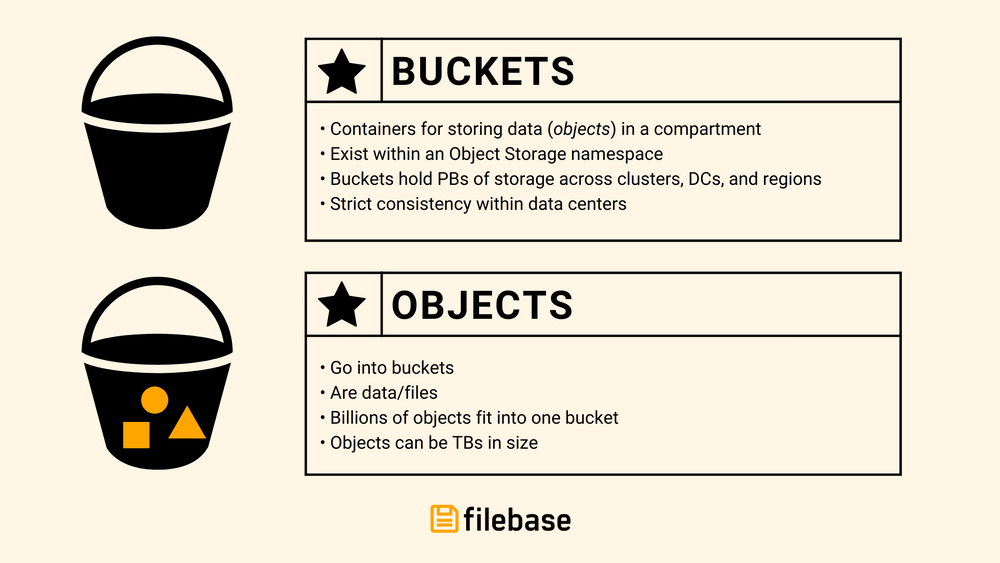 BUCKETS
• Containers for storing data (objects) in a compartment
• Exist within an Object Storage namespace
• Buckets hold PBs of storage across clusters, DCs, and regions
• Strict consistency within data centers
OBJECTS
• Go into buckets
• Are data/files
• Billions of objects fit into one bucket
• Objects can be TBs in size
filebase